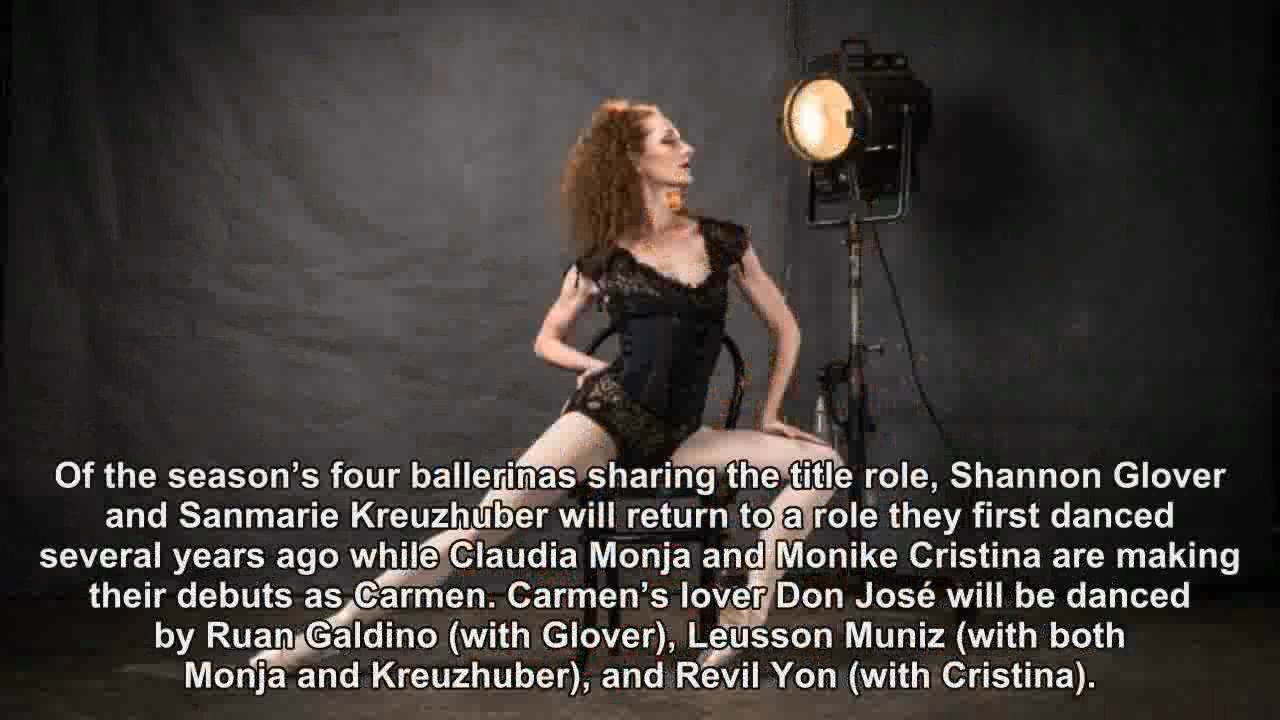 Of the season’s four ballerinas sharing the title role, Shannon Glover
and Sanmarie Kreuzhuber will return to a role they first danced
several years ago while Claudia Monja and Monike Cristina are making
their debuts as Carmen. Carmen’s lover Don José will be danced
by Ruan Galdino (with Glover), Leusson Muniz (with both
Monja and Kreuzhuber), and Revil Yon (with Cristina).